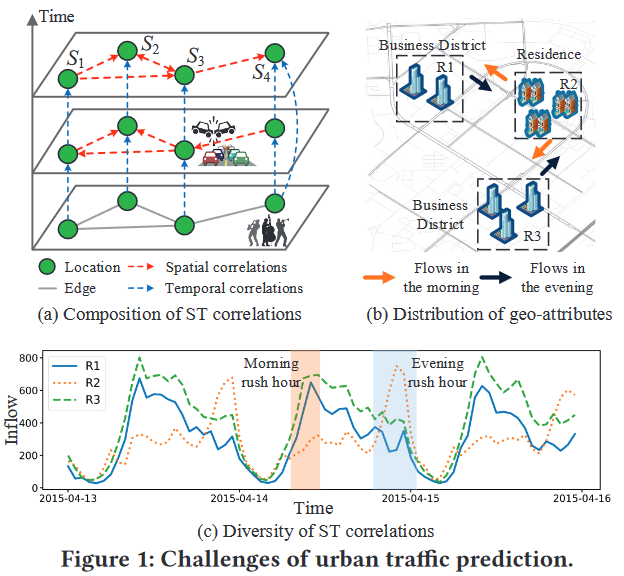 Time
S1
S2
S3
S4
Location
Spatial correlations
Edge
Temporal correlations
(a) Composition of ST correlations
Business District
R1
Residence
R2
Business
District
R3
Flows in
the morning
Flows in
the evening
(b) Distribution of geo-attributes
800
600
400
200
0
Inflow
R1
R2
R3
Morning
rush hour
Evening
rush hour
2015-04-13
2015-04-14
2015-04-15
2015-04-16
Time
(c) Diversity of ST correlations
Figure 1: Challenges of urban traffic prediction.